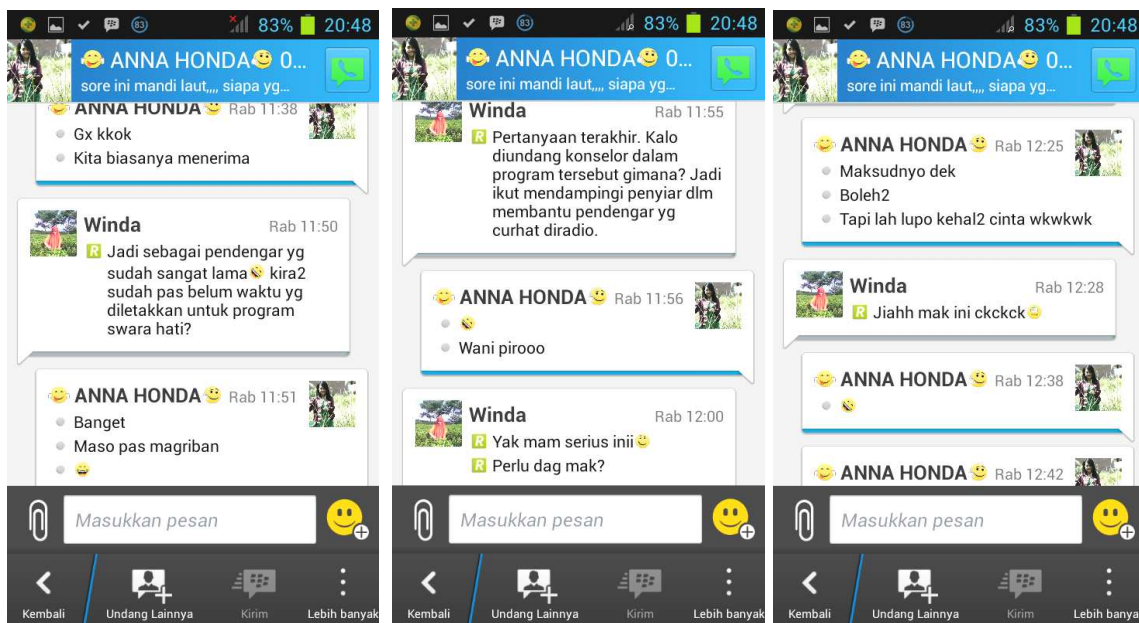 83
83% 20:48
ANNA HONDA 0...
sore ini mandi laut,,,, siapa yg...
ANNA HONDA Rab 11:38
Gx kkok
Kita biasanya menerima
Winda Rab 11:50
R Jadi sebagai pendengar yg
sudah sangat lama kira2
sudah pas belum waktu yg
diletakkan untuk program
swara hati?
ANNA HONDA Rab 11:51
Banget
Maso pas magriban
Masukkan pesan
Kembali Undang Lainnya Kirim Lebih banyak
83
83% 20:48
ANNA HONDA 0...
sore ini mandi laut,,,, siapa yg...
Winda Rab 11:55
R Pertanyaan terakhir. Kalo
diundang konselor dalam
program tersebut gimana? Jadi
ikut mendampingi penyiar dlm
membantu pendengar yg
curhat diradio.
ANNA HONDA Rab 11:56
Wani pirooo
Winda Rab 12:00
R Yak mam serius inii
R Perlu dag mak?
Masukkan pesan
Kembali Undang Lainnya Kirim Lebih banyak
83
83% 20:48
ANNA HONDA 0...
sore ini mandi laut,,,, siapa yg...
ANNA HONDA Rab 12:25
Maksudnyo dek
Boleh2
Tapi lah lupo kehal2 cinta wkwkwk
Winda Rab 12:28
R Jiahh mak ini ckckck
ANNA HONDA Rab 12:38
ANNA HONDA Rab 12:42
Masukkan pesan
Kembali Undang Lainnya Kirim Lebih banya